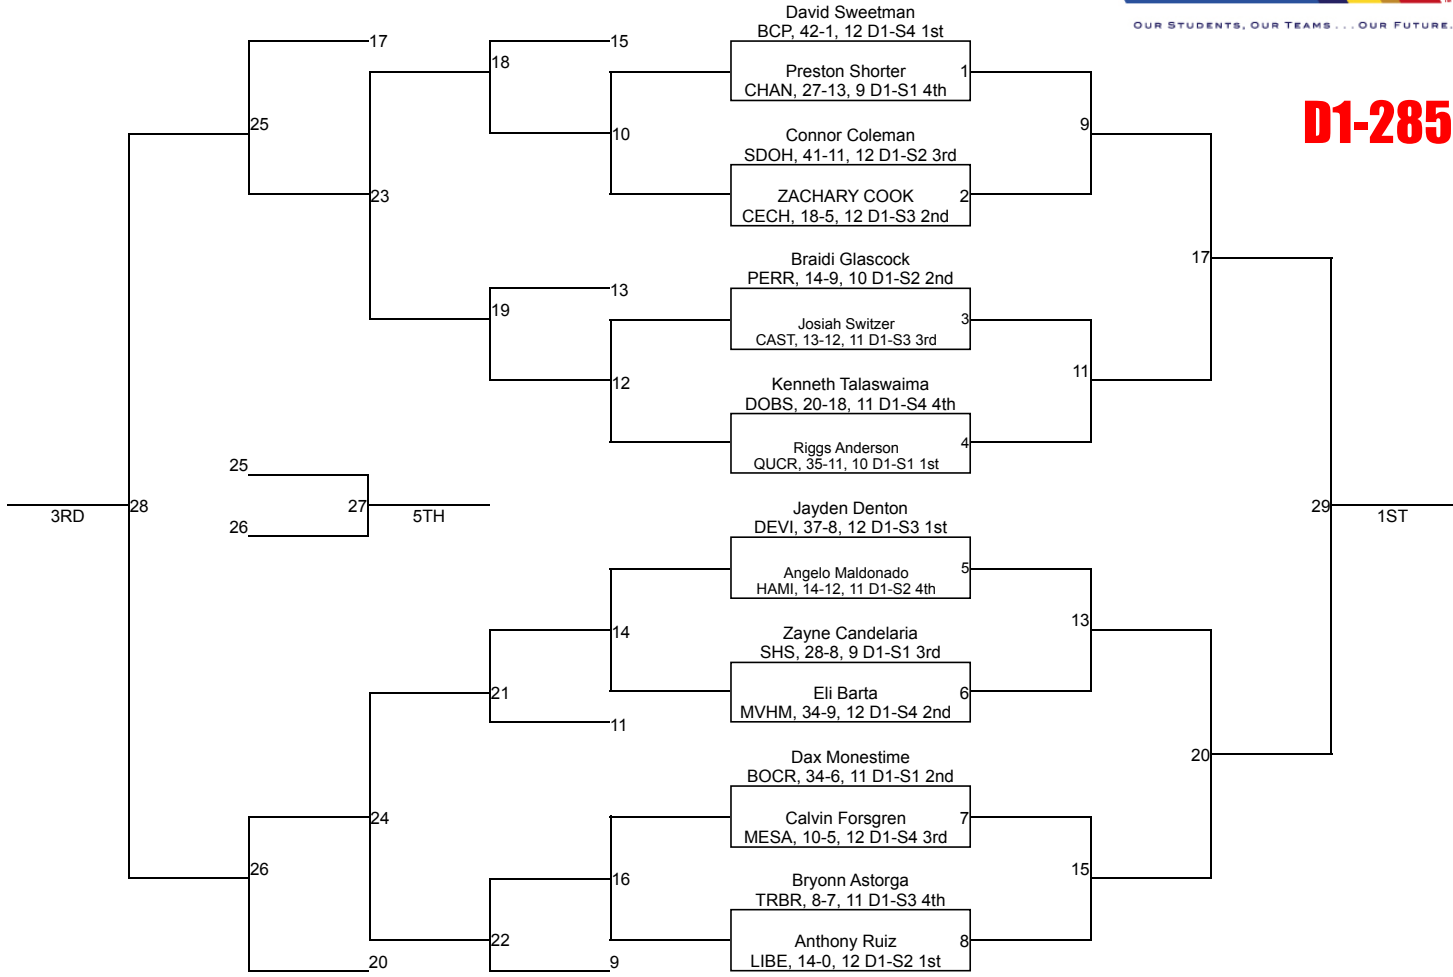 OUR STUDENTS, OUR TEAMS . . . OUR FUTURE.
D1-285
David Sweetman
BCP, 42-1, 12 D1-S4 1st
Preston Shorter
CHAN, 27-13, 9 D1-S1 4th
1
Connor Coleman
SDOH, 41-11, 12 D1-S2 3rd
ZACHARY COOK
CECH, 18-5, 12 D1-S3 2nd
2
Braidi Glascock
PERR, 14-9, 10 D1-S2 2nd
Josiah Switzer
CAST, 13-12, 11 D1-S3 3rd
3
Kenneth Talaswaima
DOBS, 20-18, 11 D1-S4 4th
Riggs Anderson
QUCR, 35-11, 10 D1-S1 1st
4
Jayden Denton
DEVI, 37-8, 12 D1-S3 1st
Angelo Maldonado
HAMI, 14-12, 11 D1-S2 4th
5
Zayne Candelaria
SHS, 28-8, 9 D1-S1 3rd
Eli Barta
MVHM, 34-9, 12 D1-S4 2nd
6
Dax Monestime
BOCR, 34-6, 11 D1-S1 2nd
Calvin Forsgren
MESA, 10-5, 12 D1-S4 3rd
7
Bryonn Astorga
TRBR, 8-7, 11 D1-S3 4th
Anthony Ruiz
LIBE, 14-0, 12 D1-S2 1st
8
9
11
13
15
17
20
29
1ST
15
10
13
12
14
11
16
9
18
19
21
22
17
23
24
20
25
26
25
26
27
5TH
28
3RD